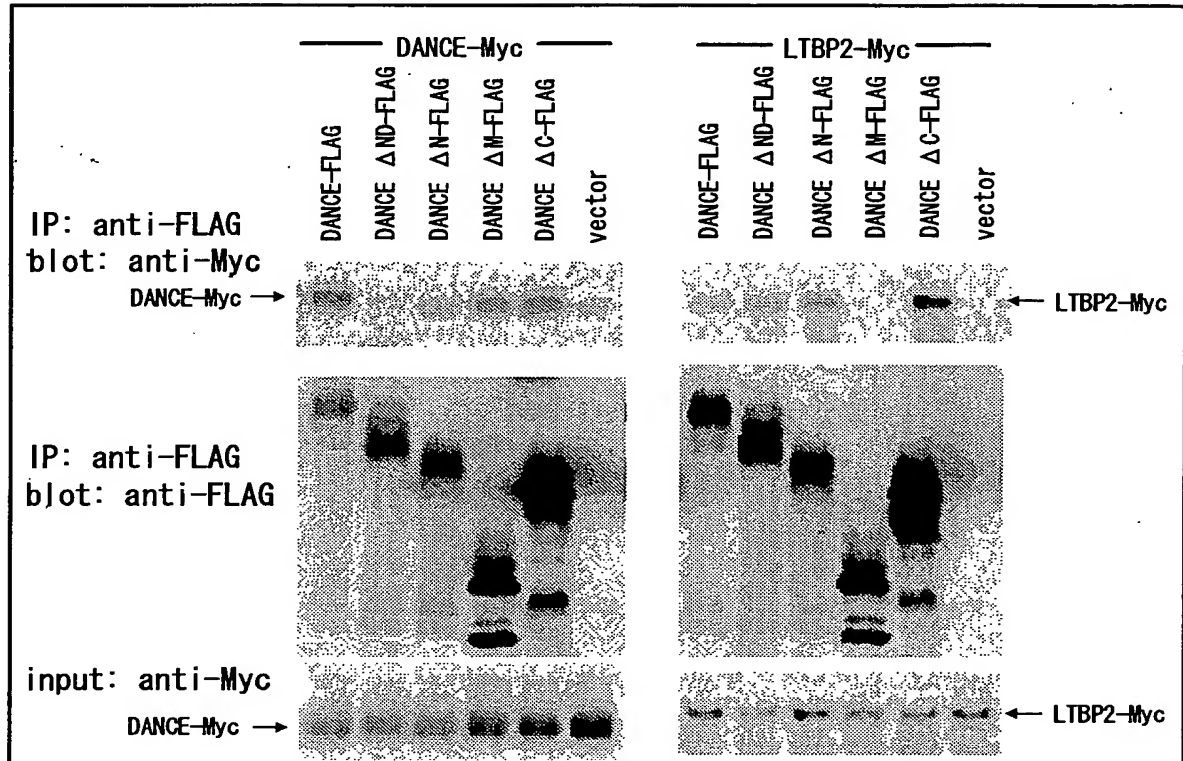 DANCE-Myc
LTBP2-Myc
DANCE-FLAG
DANCE ΔND-FLAG
DANCE ΔN-FLAG
DANCE ΔM-FLAG
DANCE ΔC-FLAG
vector
DANCE-FLAG
DANCE ΔND-FLAG
DANCE ΔN-FLAG
DANCE ΔM-FLAG
DANCE ΔC-FLAG
vector
IP: anti-FLAG
blot: anti-Myc
DANCE-Myc →
← LTBP2-Myc
IP: anti-FLAG
blot: anti-FLAG
input: anti-Myc
DANCE-Myc →
← LTBP2-Myc